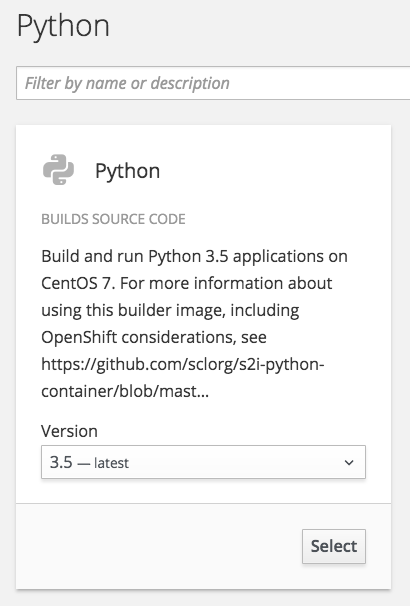 Python
Filter by name or description
Python
BUILDS SOURCE CODE
Build and run Python 3.5 applications on
CentOS 7. For more information about
using this builder image, including
OpenShift considerations, see
https://github.com/sclorg/s2i-python-
container/blob/mast...
Version
3.5 — latest
Select